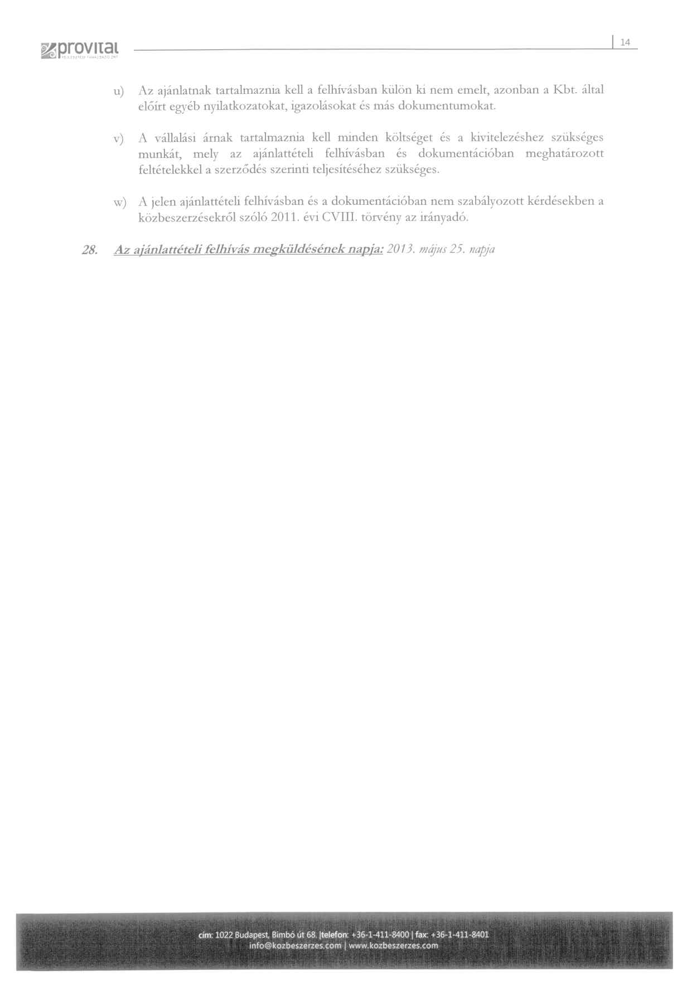 provital
FEJLESZTÉSI TANÁCSADÓ ZRT
14
u) Az ajánlatnak tartalmaznia kell a felhívásban külön ki nem emelt, azonban a Kbt. által
előírt egyéb nyilatkozatokat, igazolásokat és más dokumentumokat.
v) A vállalási árnak tartalmaznia kell minden költséget és a kivitelezéshez szükséges
munkát, mely az ajánlattételi felhívásban és dokumentációban meghatározott
feltételekkel a szerződés szerinti teljesítéséhez szükséges.
w) A jelen ajánlattételi felhívásban és a dokumentációban nem szabályozott kérdésekben a
közbeszerzésekről szóló 2011. évi CVIII. törvény az irányadó.
28. Az ajánlattételi felhívás megküldésének napja: 2013. május 25. napja
cím: 1022 Budapest, Bimbó út 68. |telefon: +36-1-411-8400 | fax: +36-1-411-8401
info@kozbeszerzes.com | www.kozbeszerzes.com